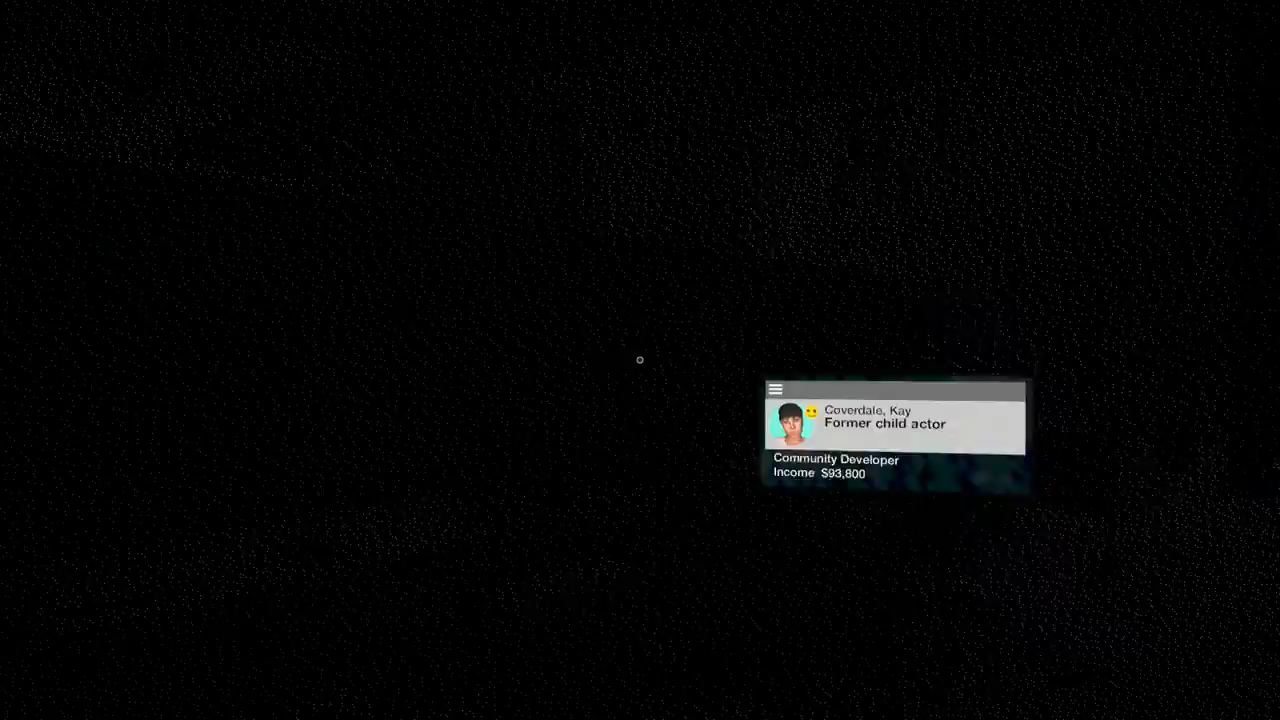 Coverdale, Kay
Former child actor
Community Developer
Income $93,800